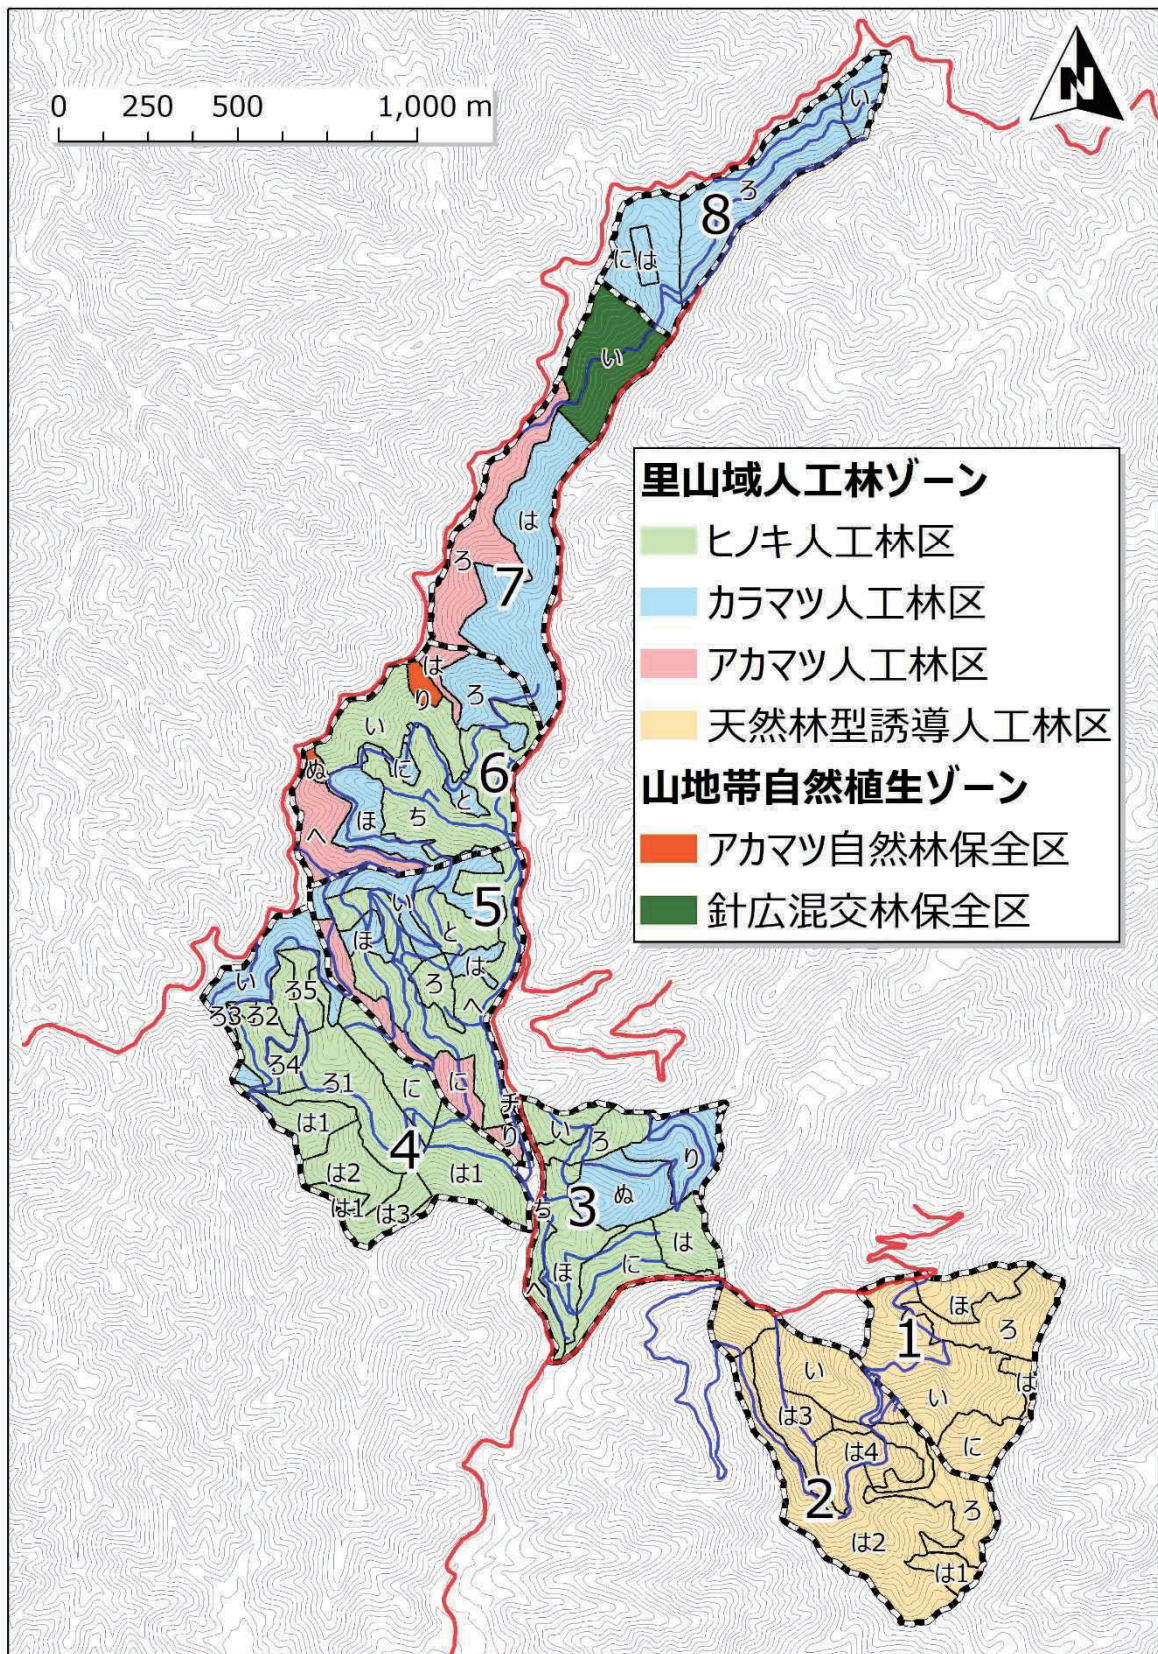 0 250 500 1,000 m
N
い
ろ
8
に は
い
里山域人工林ゾーン
ヒノキ人工林区
カラマツ人工林区
アカマツ人工林区
天然林型誘導人工林区
山地帯自然植生ゾーン
アカマツ自然林保全区
針広混交林保全区
は
ろ
7
は
り
ろ
い
ぬ
に
6
と
ほ
ち
へ
い
5
ほ
と
は
ろ
へ
い
る5
ろ3
る2
る4
ろ1
に
に
は1
チ
り
4
は2
は1
は1
は3
い
ろ
り
ぬ
ち
3
は
に
ほ
へ
ほ
1
ろ
い
は
い
は3
に
は4
2
ろ
は2
は1